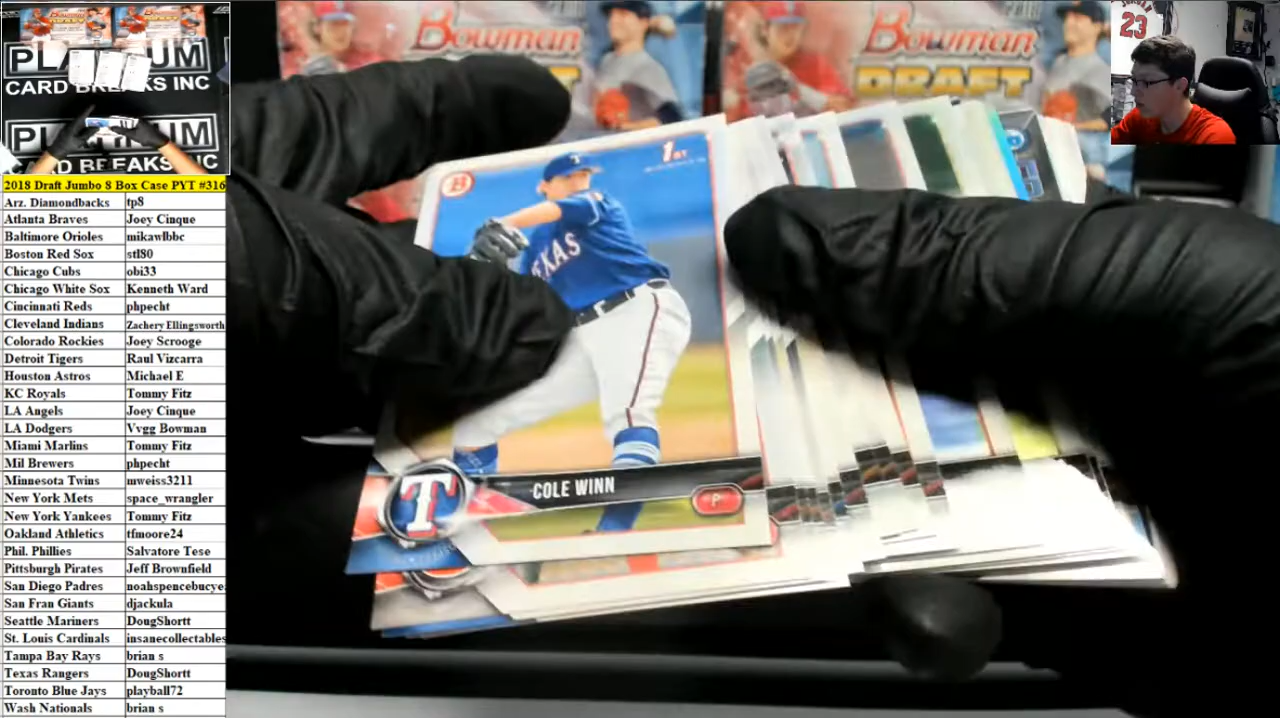 PLATINUM
CARD BREAKS INC
PLATINUM
CARD BREAKS INC
2018 Draft Jumbo 8 Box Case PYT #316
Arz. Diamondbacks tp8
Atlanta Braves Joey Cinque
Baltimore Orioles mikawlbbc
Boston Red Sox stl80
Chicago Cubs obi33
Chicago White Sox Kenneth Ward
Cincinnati Reds phpecht
Cleveland Indians Zachery Ellingsworth
Colorado Rockies Joey Scrooge
Detroit Tigers Raul Vizcarra
Houston Astros Michael E
KC Royals Tommy Fitz
LA Angels Joey Cinque
LA Dodgers Vvgg Bowman
Miami Marlins Tommy Fitz
Mil Brewers phpecht
Minnesota Twins mweiss3211
New York Mets space_wrangler
New York Yankees Tommy Fitz
Oakland Athletics tfmoore24
Phil. Phillies Salvatore Tese
Pittsburgh Pirates Jeff Brownfield
San Diego Padres noahspencebucye
San Fran Giants djackula
Seattle Mariners DougShortt
St. Louis Cardinals insanecollectables
Tampa Bay Rays brian s
Texas Rangers DougShortt
Toronto Blue Jays playball72
Wash Nationals brian s
Bowman
DRAFT
2018
Bowman
DRAFT
23
1ST
B
TEXAS
T
COLE WINN
P